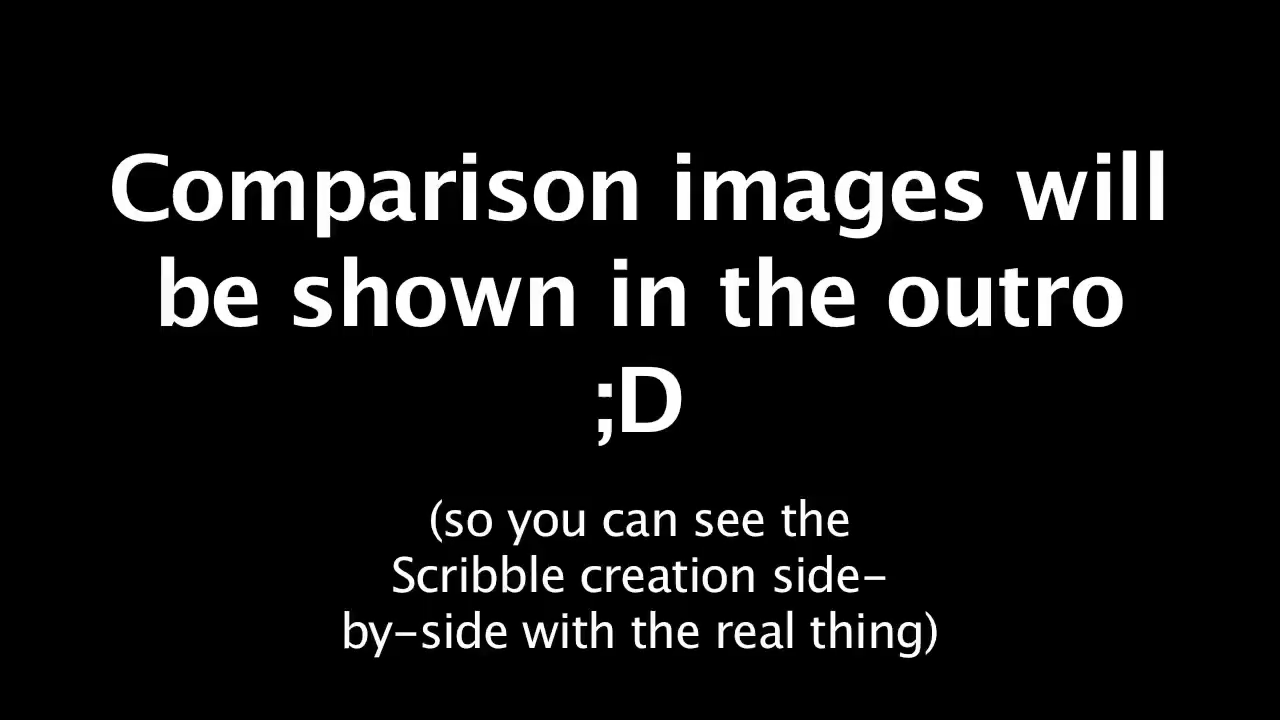 Comparison images will
be shown in the outro
;D
(so you can see the
Scribble creation side-
by-side with the real thing)